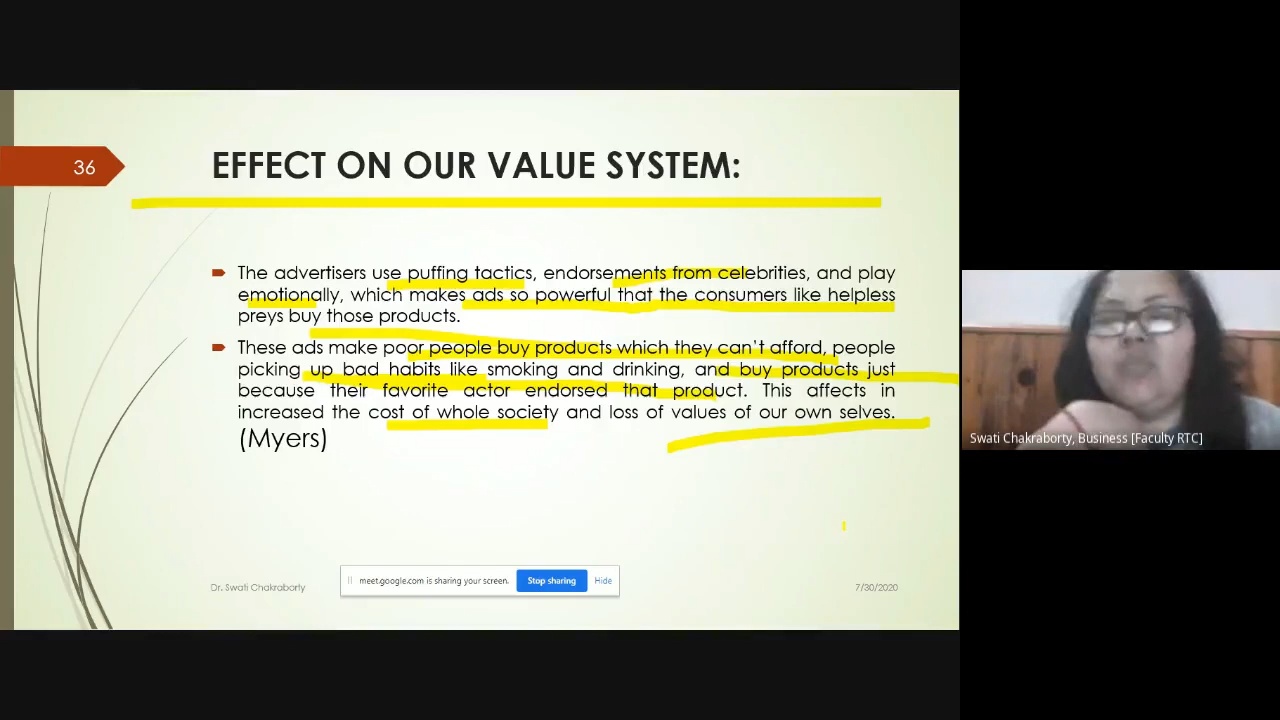 36
EFFECT ON OUR VALUE SYSTEM:
The advertisers use puffing tactics, endorsements from celebrities, and play
emotionally, which makes ads so powerful that the consumers like helpless
preys buy those products.
These ads make poor people buy products which they can't afford, people
picking up bad habits like smoking and drinking, and buy products just
because their favorite actor endorsed that product. This affects in
increased the cost of whole society and loss of values of our own selves.
(Myers)
Swati Chakraborty, Business [Faculty RTC]
Dr. Swati Chakraborty
meet.google.com is sharing your screen.
Stop sharing
Hide
7/30/2020